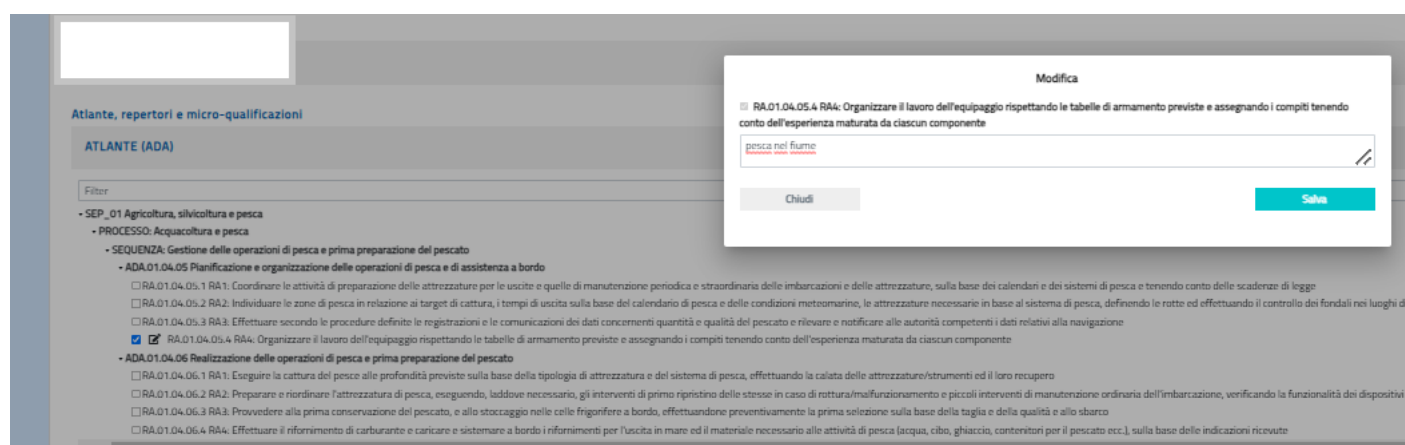 Modifica
RA.01.04.05.4 RA4: Organizzare il lavoro dell'equipaggio rispettando le tabelle di armamento previste e assegnando i compiti tenendo
conto dell'esperienza maturata da ciascun componente
pesca nel fiume
Chiudi
Salva
Atlante, repertori e micro-qualificazioni
ATLANTE (ADA)
Filter
- SEP_01 Agricoltura, silvicoltura e pesca
- PROCESSO: Acquacoltura e pesca
- SEQUENZA: Gestione delle operazioni di pesca e prima preparazione del pescato
- ADA.01.04.05 Pianificazione e organizzazione delle operazioni di pesca e di assistenza a bordo
RA.01.04.05.1 RA1: Coordinare le attività di preparazione delle attrezzature per le uscite e quelle di manutenzione periodica e straordinaria delle imbarcazioni e delle attrezzature, sulla base dei calendari e dei sistemi di pesca e tenendo conto delle scadenze di legge
RA.01.04.05.2 RA2: Individuare le zone di pesca in relazione ai target di cattura, i tempi di uscita sulla base del calendario di pesca e delle condizioni meteomarine, le attrezzature necessarie in base al sistema di pesca, definendo le rotte ed effettuando il controllo dei fondali nei luoghi d
RA.01.04.05.3 RA3: Effettuare secondo le procedure definite le registrazioni e le comunicazioni dei dati concernenti quantità e qualità del pescato e rilevare e notificare alle autorità competenti i dati relativi alla navigazione
RA.01.04.05.4 RA4: Organizzare il lavoro dell'equipaggio rispettando le tabelle di armamento previste e assegnando i compiti tenendo conto dell'esperienza maturata da ciascun componente
- ADA.01.04.06 Realizzazione delle operazioni di pesca e prima preparazione del pescato
RA.01.04.06.1 RA1: Eseguire la cattura del pesce alle profondità previste sulla base della tipologia di attrezzatura e del sistema di pesca, effettuando la calata delle attrezzature/strumenti ed il loro recupero
RA.01.04.06.2 RA2: Preparare e riordinare l'attrezzatura di pesca, eseguendo, laddove necessario, gli interventi di primo ripristino delle stesse in caso di rottura/malfunzionamento e piccoli interventi di manutenzione ordinaria dell'imbarcazione, verificando la funzionalità dei dispositivi
RA.01.04.06.3 RA3: Provvedere alla prima conservazione del pescato, e allo stoccaggio nelle celle frigorifere a bordo, effettuandone preventivamente la prima selezione sulla base della taglia e della qualità e allo sbarco
RA.01.04.06.4 RA4: Effettuare il rifornimento di carburante e caricare e sistemare a bordo i rifornimenti per l'uscita in mare ed il materiale necessario alle attività di pesca (acqua, cibo, ghiaccio, contenitori per il pescato ecc.), sulla base delle indicazioni ricevute